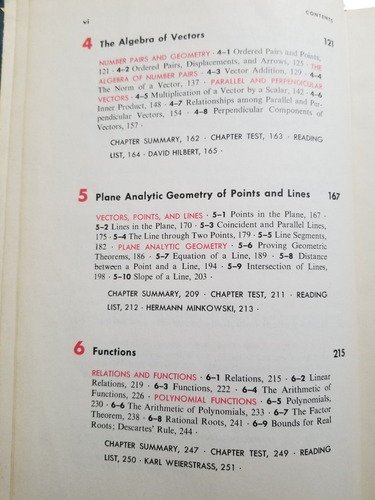 vi
CONTENTS
4 The Algebra of Vectors 121
NUMBER PAIRS AND GEOMETRY · 4–1 Ordered Pairs and Points,
121 · 4–2 Ordered Pairs, Displacements, and Arrows, 125 · THE
ALGEBRA OF NUMBER PAIRS · 4–3 Vector Addition, 129 · 4–4
The Norm of a Vector, 137 · PARALLEL AND PERPENDICULAR
VECTORS · 4–5 Multiplication of a Vector by a Scalar, 142 · 4–6
Inner Product, 148 · 4–7 Relationships among Parallel and Per-
pendicular Vectors, 154 · 4–8 Perpendicular Components of
Vectors, 157 ·
CHAPTER SUMMARY, 162 · CHAPTER TEST, 163 · READING
LIST, 164 · DAVID HILBERT, 165 ·
5 Plane Analytic Geometry of Points and Lines 167
VECTORS, POINTS, AND LINES · 5–1 Points in the Plane, 167 ·
5–2 Lines in the Plane, 170 · 5–3 Coincident and Parallel Lines,
175 · 5–4 The Line through Two Points, 179 · 5–5 Line Segments,
182 · PLANE ANALYTIC GEOMETRY · 5–6 Proving Geometric
Theorems, 186 · 5–7 Equation of a Line, 189 · 5–8 Distance
between a Point and a Line, 194 · 5–9 Intersection of Lines,
198 · 5–10 Slope of a Line, 203 ·
CHAPTER SUMMARY, 209 · CHAPTER TEST, 211 · READING
LIST, 212 · HERMANN MINKOWSKI, 213 ·
6 Functions 215
RELATIONS AND FUNCTIONS · 6–1 Relations, 215 · 6–2 Linear
Relations, 219 · 6–3 Functions, 222 · 6–4 The Arithmetic of
Functions, 226 · POLYNOMIAL FUNCTIONS · 6–5 Polynomials,
230 · 6–6 The Arithmetic of Polynomials, 233 · 6–7 The Factor
Theorem, 238 · 6–8 Rational Roots, 241 · 6–9 Bounds for Real
Roots; Descartes' Rule, 244 ·
CHAPTER SUMMARY, 247 · CHAPTER TEST, 249 · READING
LIST, 250 · KARL WEIERSTRASS, 251 ·